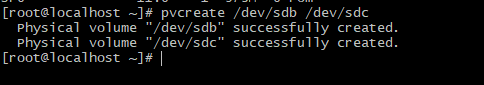 [root@localhost ~]# pvcreate /dev/sdb /dev/sdc
  Physical volume "/dev/sdb" successfully created.
  Physical volume "/dev/sdc" successfully created.
[root@localhost ~]#